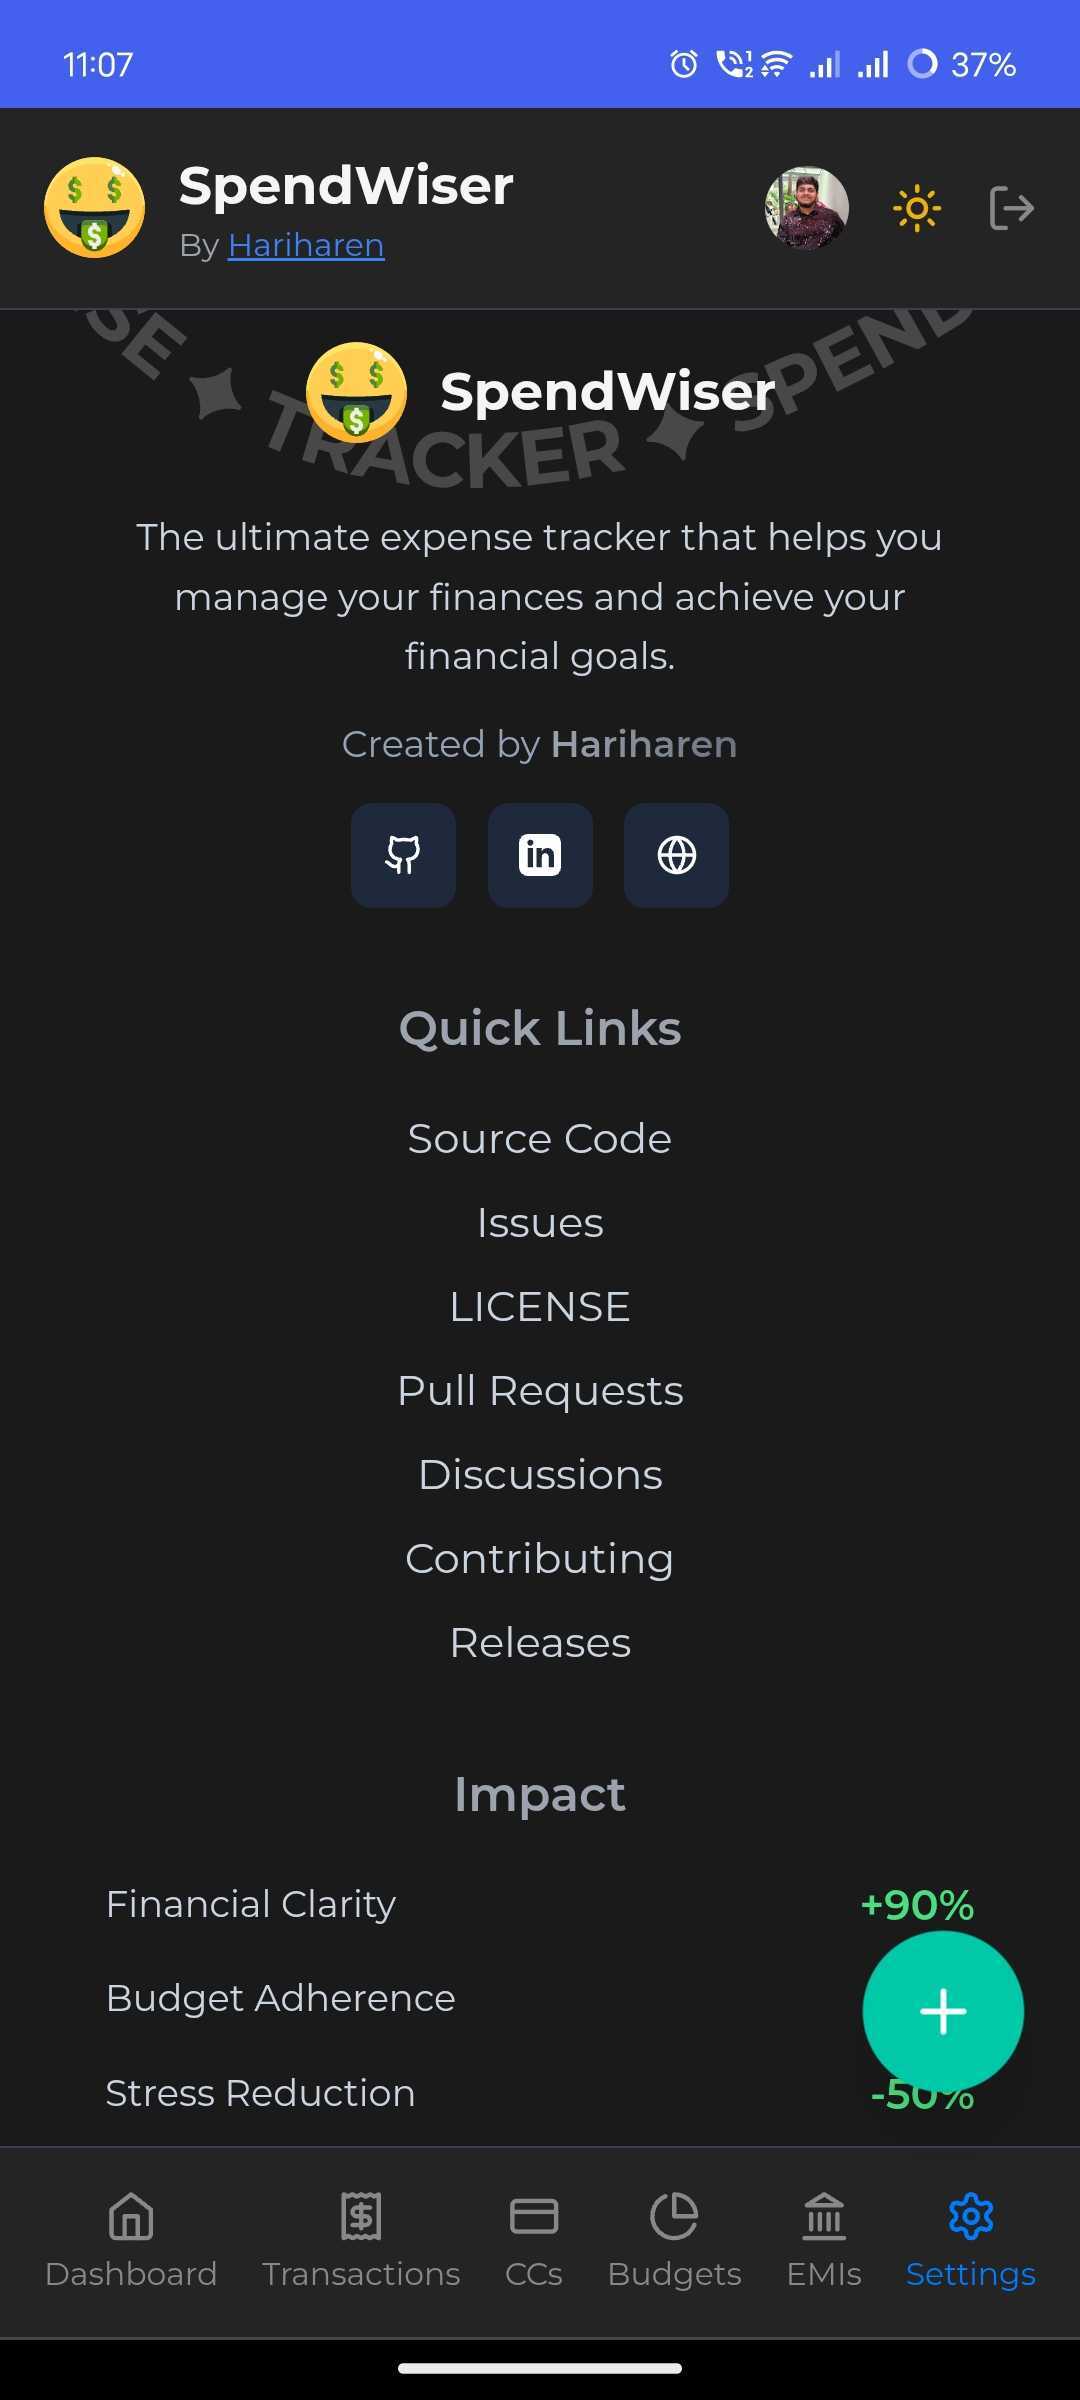 11:07
37%
SpendWiser
By Hariharen
SE ✦ TRACKER ✦ SPEND
SpendWiser
The ultimate expense tracker that helps you
manage your finances and achieve your
financial goals.
Created by Hariharen
in
Quick Links
Source Code
Issues
LICENSE
Pull Requests
Discussions
Contributing
Releases
Impact
Financial Clarity +90%
Budget Adherence
Stress Reduction -50%
Dashboard Transactions CCs Budgets EMIs Settings